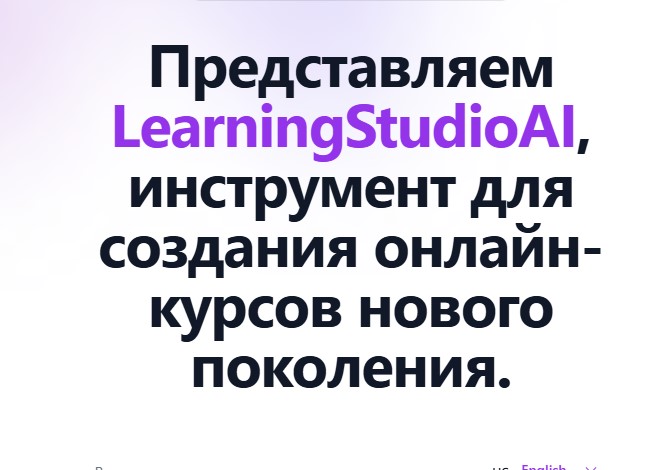 Представляем
LearningStudioAI,
инструмент для
создания онлайн-
курсов нового
поколения.
English